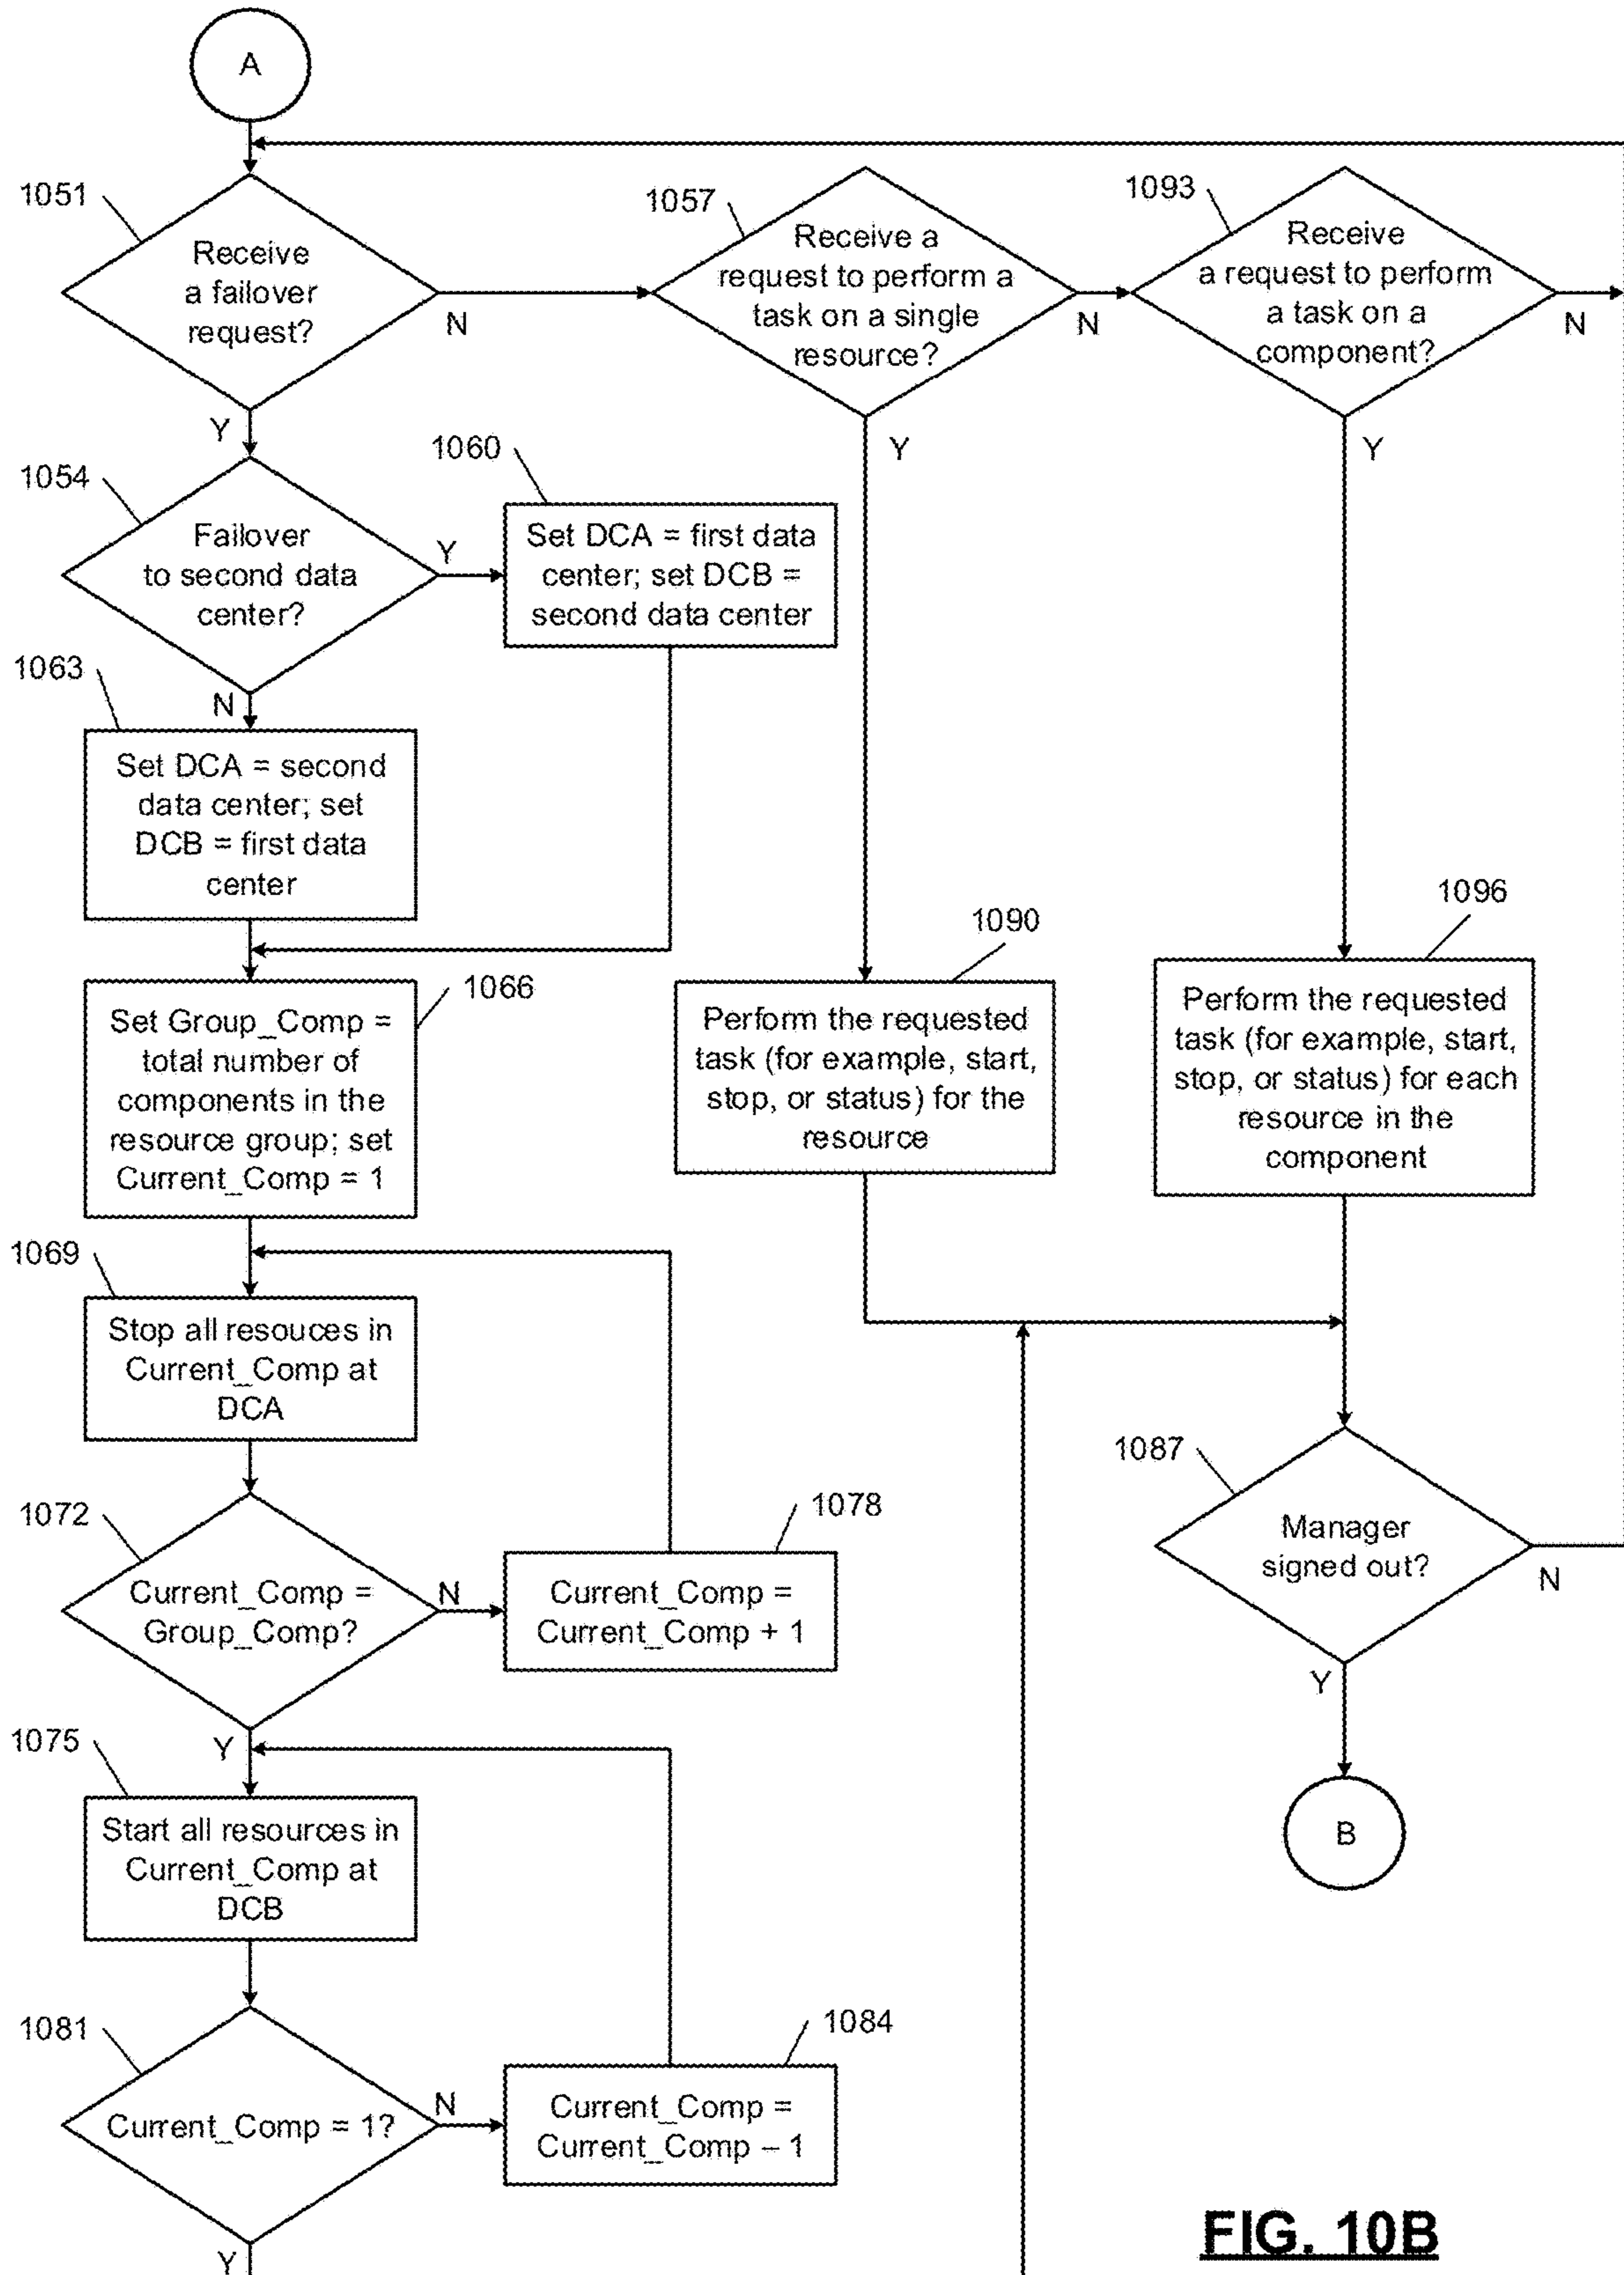 A
1051
Receive
a failover
request?
N
Y
1057
Receive a
request to perform a
task on a single
resource?
N
Y
1093
Receive
a request to perform
a task on a
component?
N
Y
1054
Failover
to second data
center?
Y
N
1060
Set DCA = first data
center; set DCB =
second data center
1063
Set DCA = second
data center; set
DCB = first data
center
1066
Set Group_Comp =
total number of
components in the
resource group; set
Current_Comp = 1
1090
Perform the requested
task (for example, start,
stop, or status) for the
resource
1096
Perform the requested
task (for example, start,
stop, or status) for each
resource in the
component
1069
Stop all resouces in
Current_Comp at
DCA
1072
Current_Comp =
Group_Comp?
N
Y
1078
Current_Comp =
Current_Comp + 1
1087
Manager
signed out?
N
Y
B
1075
Start all resources in
Current_Comp at
DCB
1081
Current_Comp = 1?
N
Y
1084
Current_Comp =
Current_Comp – 1
FIG. 10B